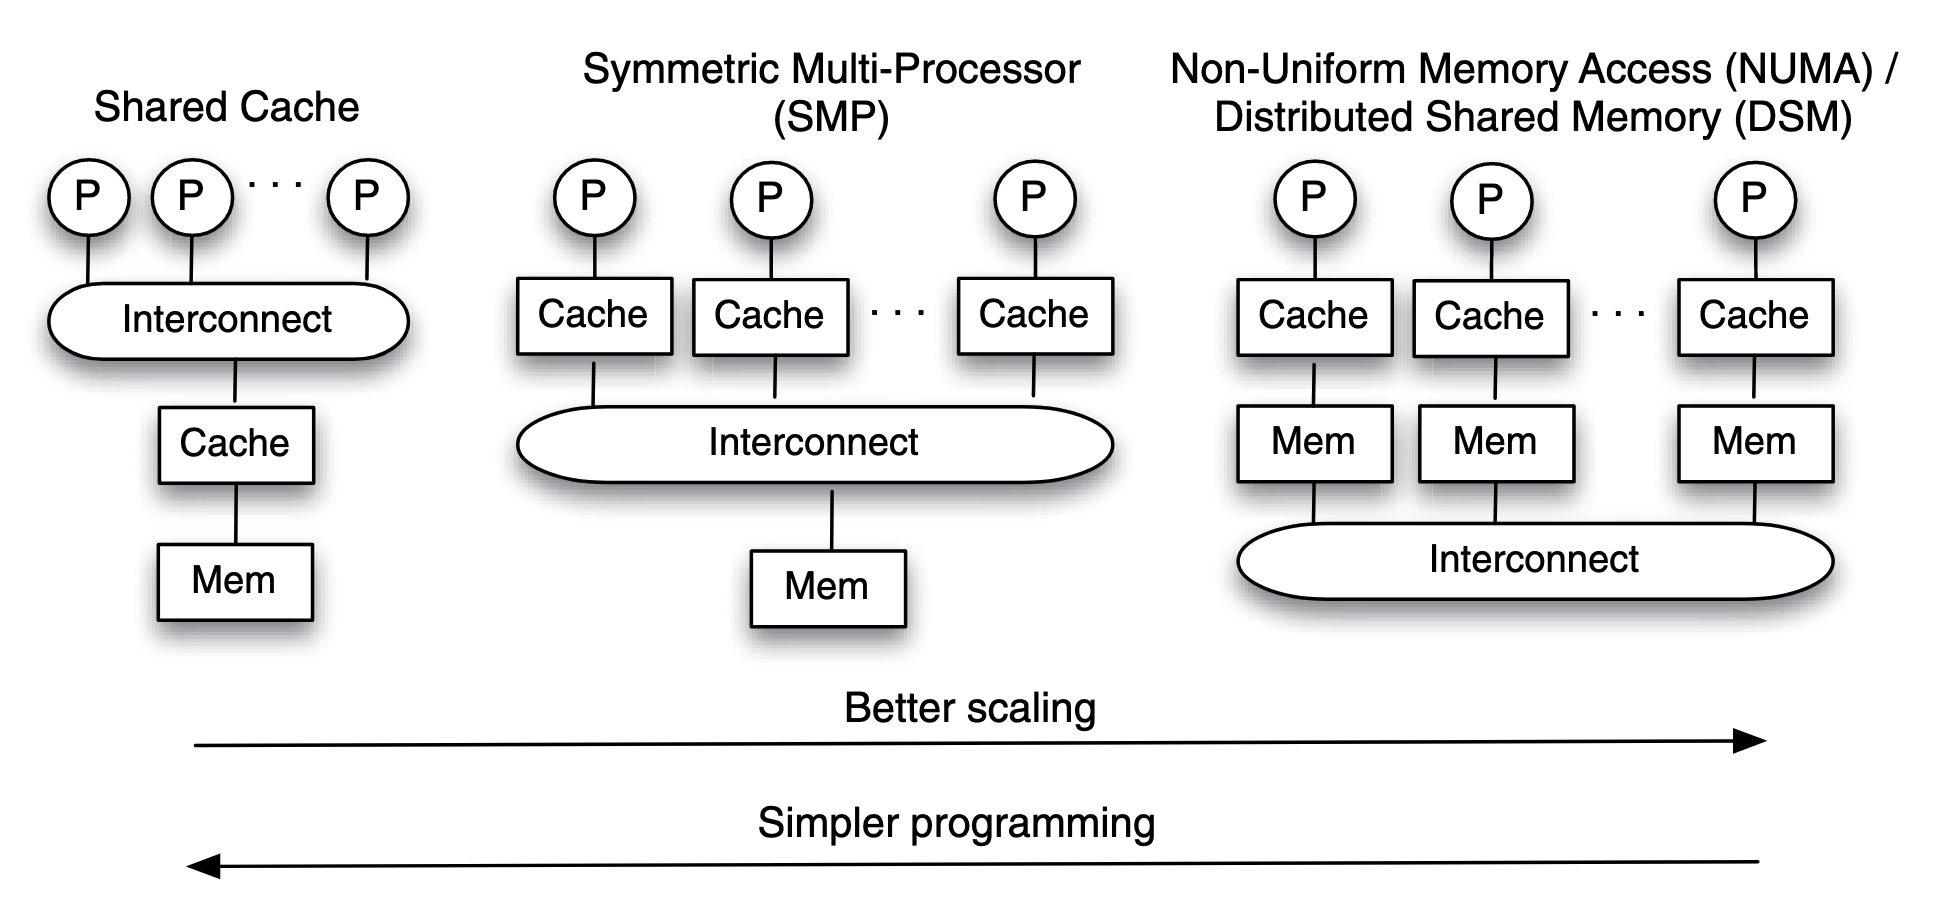 Shared Cache
P P . . . P
Interconnect
Cache
Mem
Symmetric Multi-Processor
(SMP)
P P P
Cache Cache . . . Cache
Interconnect
Mem
Non-Uniform Memory Access (NUMA) /
Distributed Shared Memory (DSM)
P P P
Cache Cache . . . Cache
Mem Mem Mem
Interconnect
Better scaling
Simpler programming